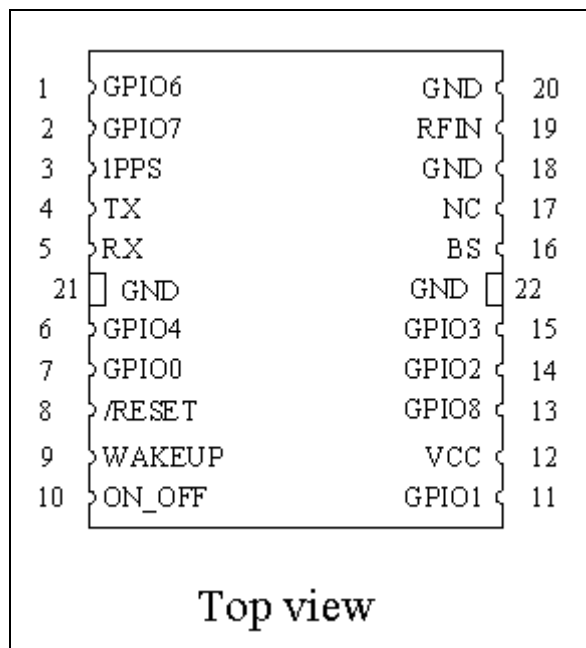 1 GPIO6 GND 20
2 GPIO7 RFIN 19
3 1PPS GND 18
4 TX NC 17
5 RX BS 16
21 GND GND 22
6 GPIO4 GPIO3 15
7 GPIO0 GPIO2 14
8 /RESET GPIO8 13
9 WAKEUP VCC 12
10 ON_OFF GPIO1 11
Top view